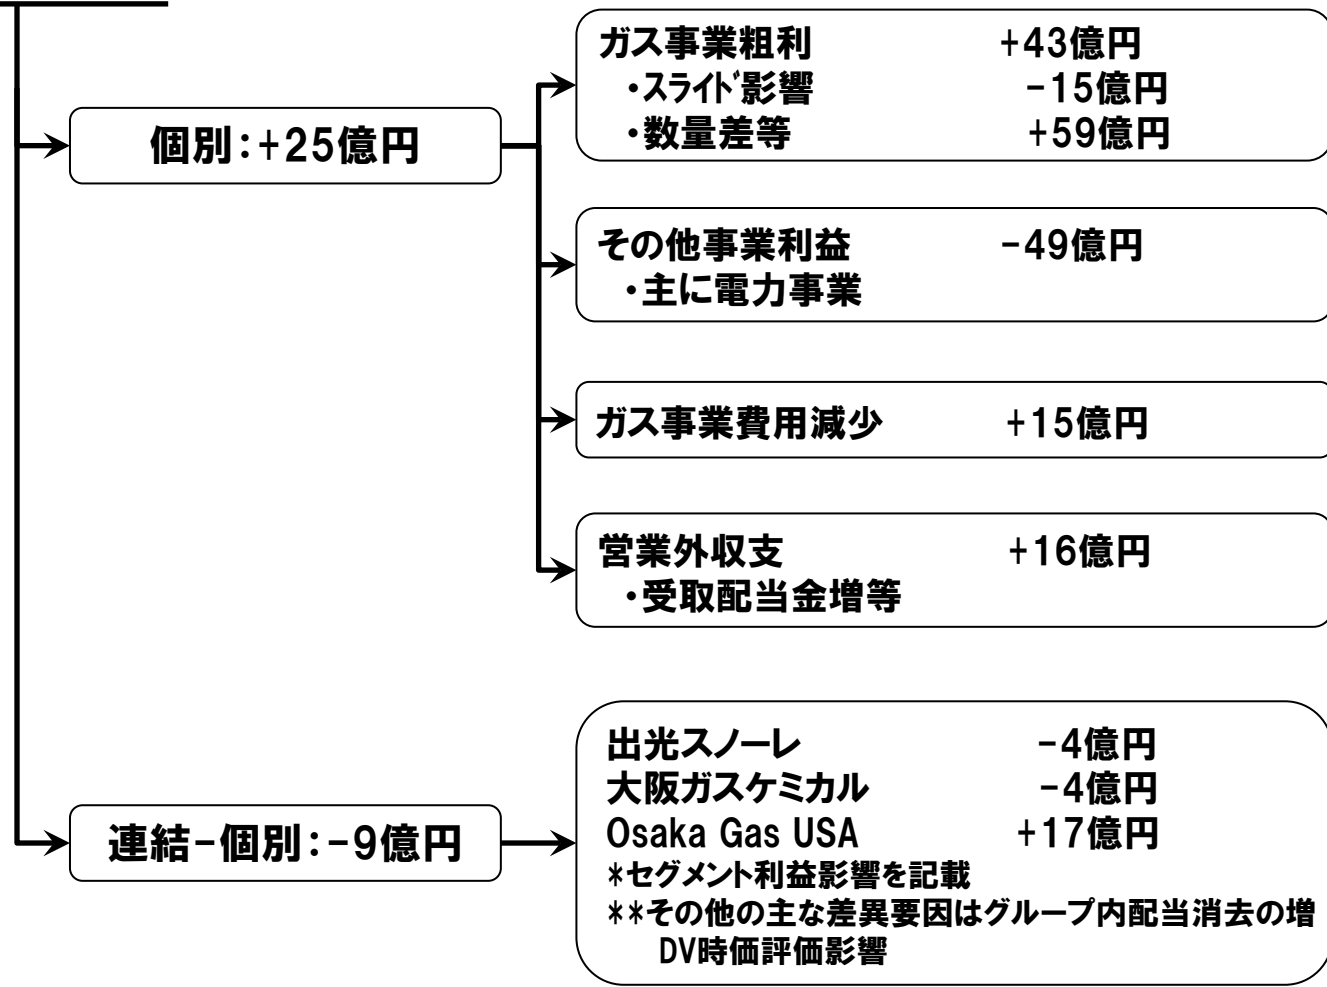 ガス事業粗利 +43億円
・スライド影響 -15億円
・数量差等 +59億円
個別:+25億円
その他事業利益 -49億円
・主に電力事業
ガス事業費用減少 +15億円
営業外収支 +16億円
・受取配当金増等
出光スノーレ -4億円
大阪ガスケミカル -4億円
Osaka Gas USA +17億円
連結-個別:-9億円
*セグメント利益影響を記載
**その他の主な差異要因はグループ内配当消去の増
DV時価評価影響